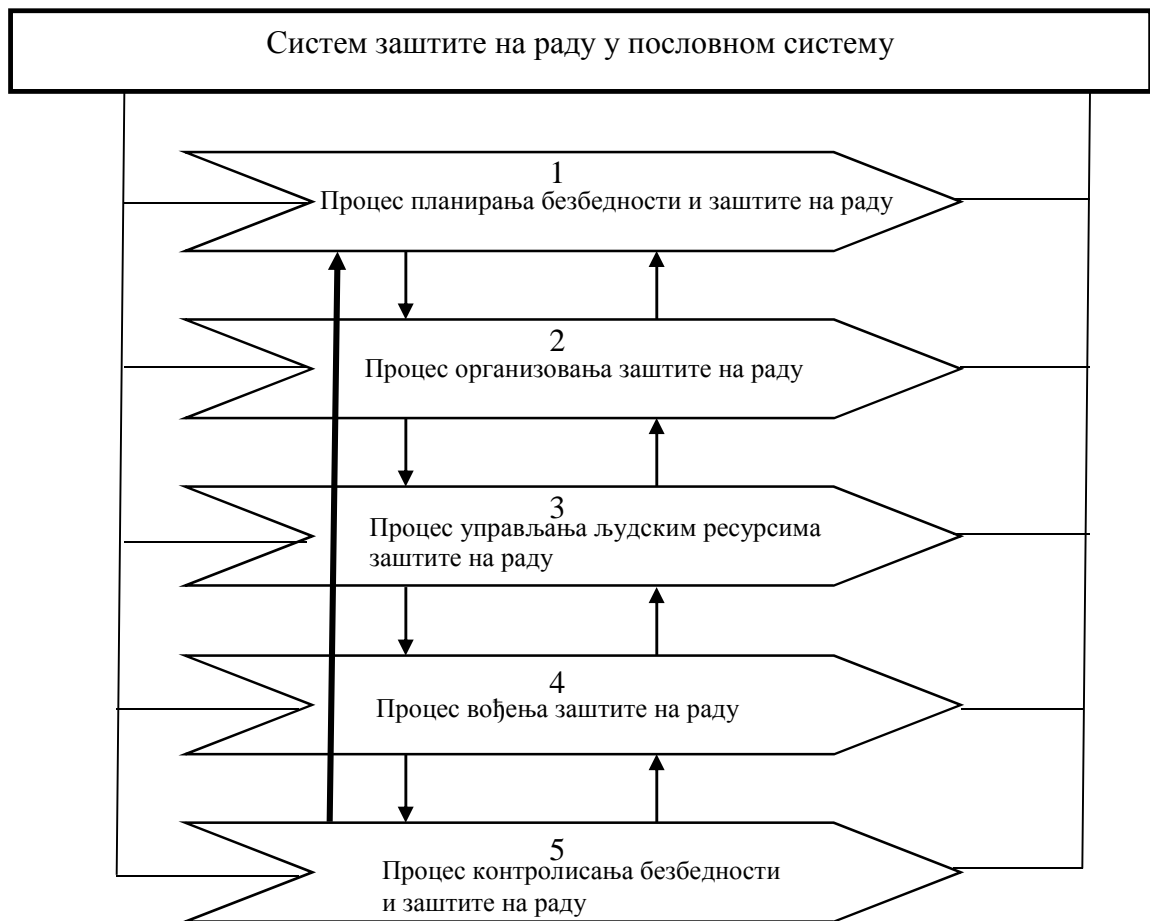 Систем заштите на раду у пословном систему
1
Процес планирања безбедности и заштите на раду
2
Процес организовања заштите на раду
3
Процес управљања људским ресурсима
заштите на раду
4
Процес вођења заштите на раду
5
Процес контролисања безбедности
и заштите на раду